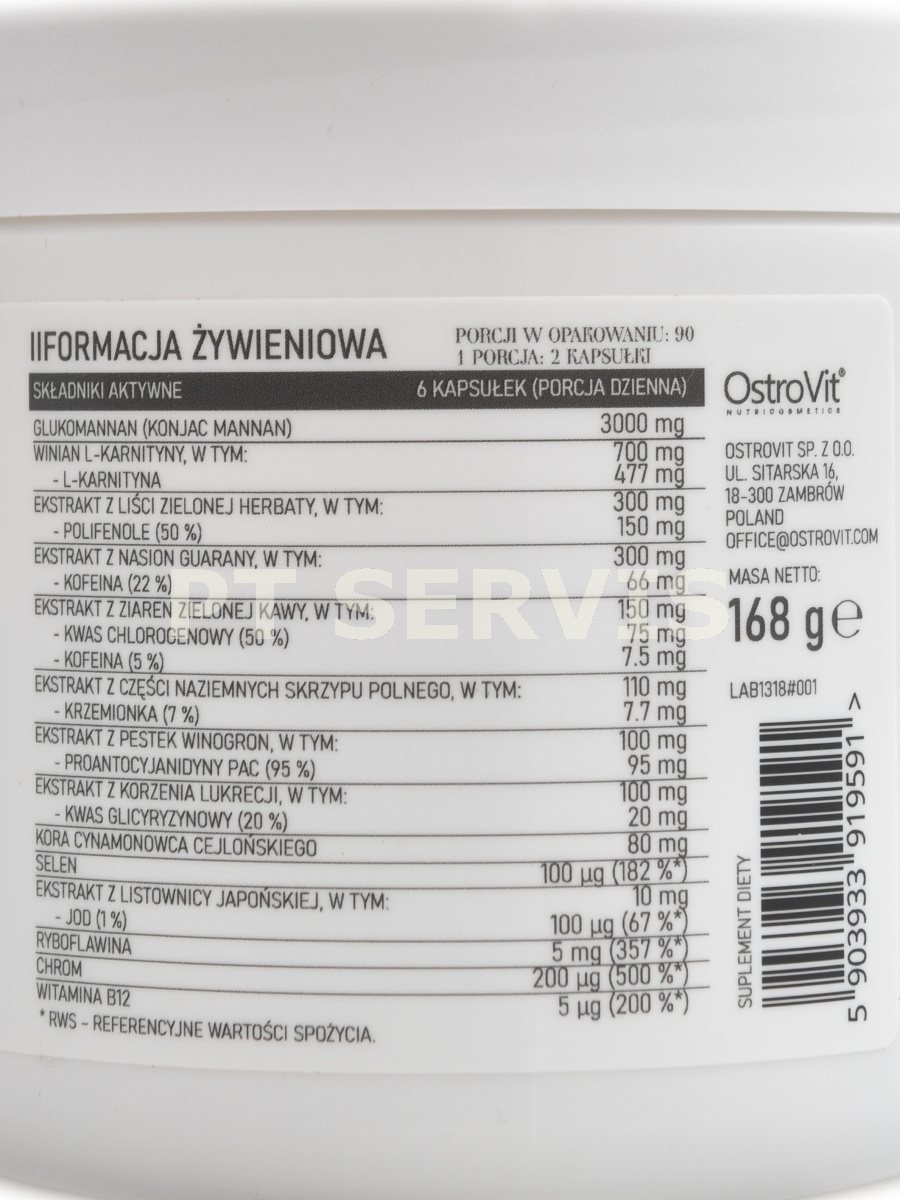 IIFORMACJA ŻYWIENIOWA
PORCJI W OPAKOWANIU: 90
1 PORCJA: 2 KAPSUŁKI
SKŁADNIKI AKTYWNE 6 KAPSUŁEK (PORCJA DZIENNA)
GLUKOMANNAN (KONJAC MANNAN) 3000 mg
WINIAN L-KARNITYNY, W TYM: 700 mg
- L-KARNITYNA 477 mg
EKSTRAKT Z LIŚCI ZIELONEJ HERBATY, W TYM: 300 mg
- POLIFENOLE (50 %) 150 mg
EKSTRAKT Z NASION GUARANY, W TYM: 300 mg
- KOFEINA (22 %) 66 mg
EKSTRAKT Z ZIAREN ZIELONEJ KAWY, W TYM: 150 mg
- KWAS CHLOROGENOWY (50 %) 75 mg
- KOFEINA (5 %) 7.5 mg
EKSTRAKT Z CZĘŚCI NAZIEMNYCH SKRZYPU POLNEGO, W TYM: 110 mg
- KRZEMIONKA (7 %) 7.7 mg
EKSTRAKT Z PESTEK WINOGRON, W TYM: 100 mg
- PROANTOCYJANIDYNY PAC (95 %) 95 mg
EKSTRAKT Z KORZENIA LUKRECJI, W TYM: 100 mg
- KWAS GLICYRYZYNOWY (20 %) 20 mg
KORA CYNAMONOWCA CEJLOŃSKIEGO 80 mg
SELEN 100 µg (182 %*)
EKSTRAKT Z LISTOWNICY JAPOŃSKIEJ, W TYM: 10 mg
- JOD (1 %) 100 µg (67 %*)
RYBOFLAWINA 5 mg (357 %*)
CHROM 200 µg (500 %*)
WITAMINA B12 5 µg (200 %*)
* RWS - REFERENCYJNE WARTOŚCI SPOŻYCIA.
OstroVit®
NUTRICOSMETICS
OSTROVIT SP. Z O.O.
UL. SITARSKA 16,
18-300 ZAMBRÓW
POLAND
OFFICE@OSTROVIT.COM
MASA NETTO:
168 g e
LAB1318#001
SUPLEMENT DIETY
5 903933 919591 >
PT SERVIS